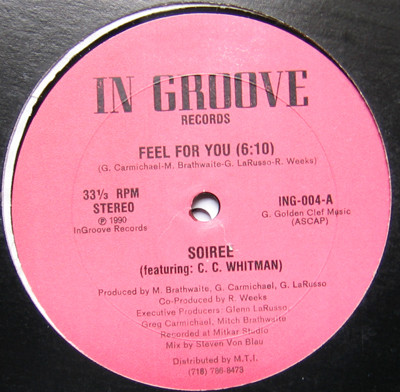 IN GROOVE
RECORDS
FEEL FOR YOU (6:10)
(G. Carmichael-M. Brathwaite-G. LaRusso-R. Weeks)
33⅓ RPM
STEREO
Ⓟ © 1990
InGroove Records
ING-004-A
G. Golden Clef Music
(ASCAP)
SOIREE
(featuring: C. C. WHITMAN)
Produced by M. Brathwaite, G. Carmichael, G. LaRusso
Co-Produced by R. Weeks
Executive Producers: Glenn LaRusso
Greg Carmichael, Mitch Brathwaite
Recorded at Mitkar Studio
Mix by Steven Von Blau
Distributed by M.T.I.
(718) 786-8473